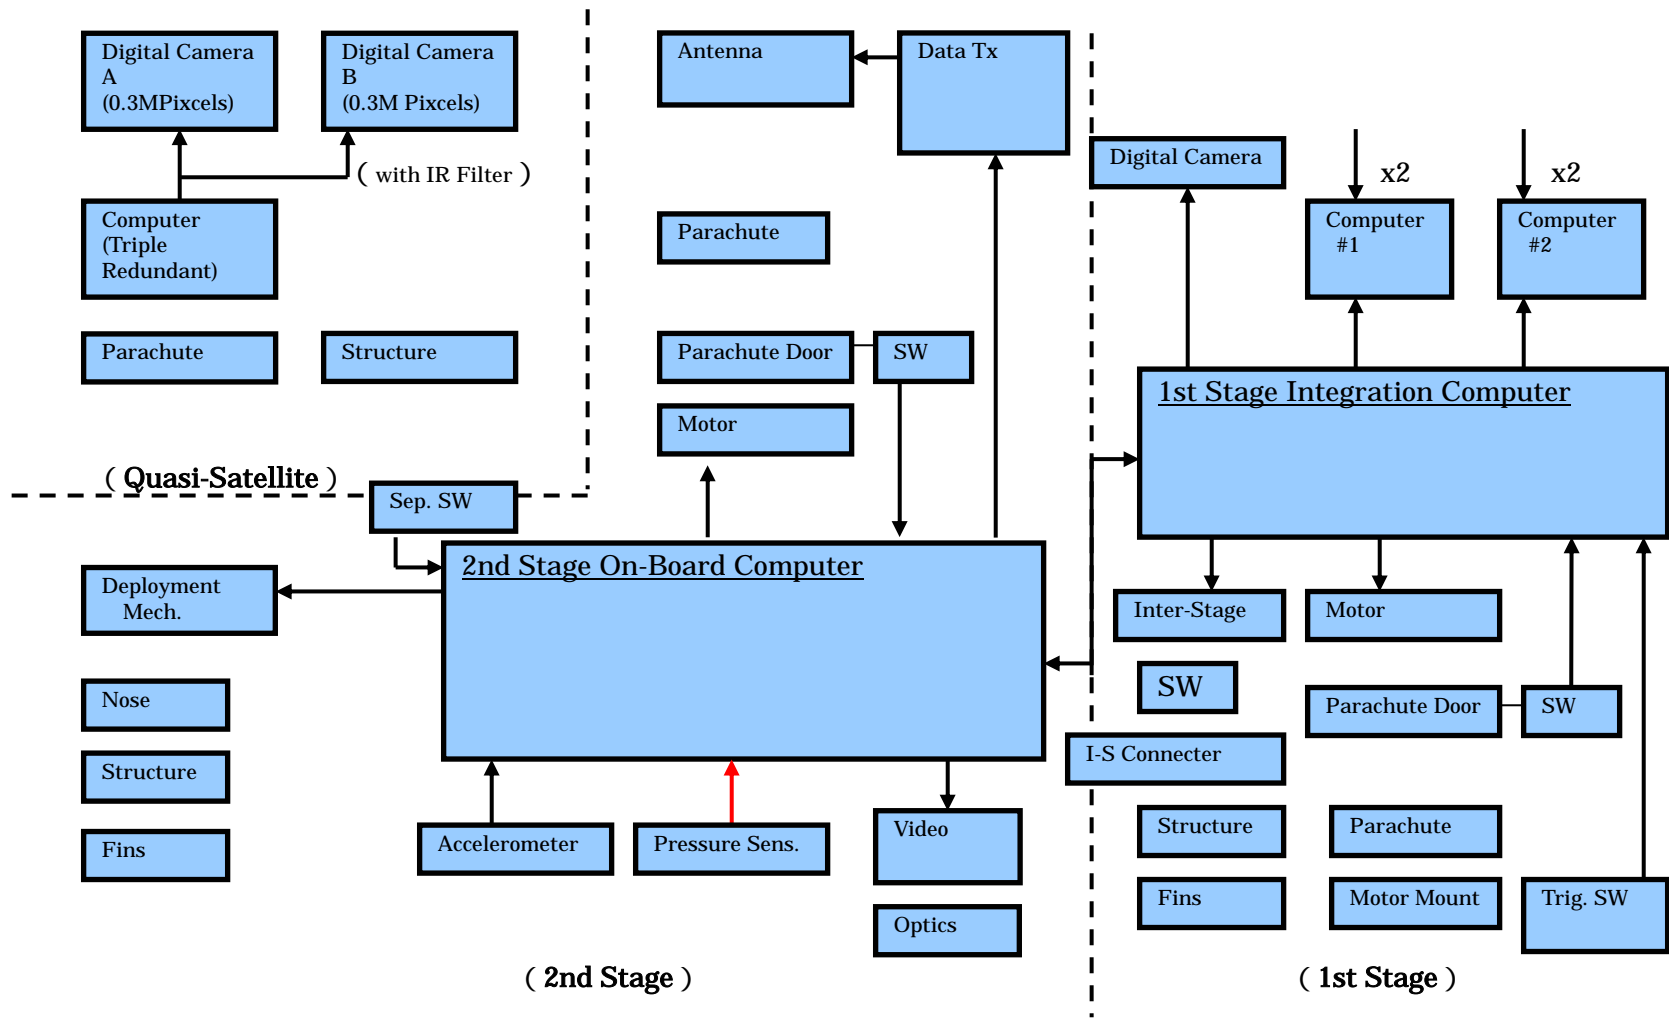 Digital Camera
A
(0.3MPixcels)
Digital Camera
B
(0.3M Pixcels)
( with IR Filter )
Computer
(Triple
Redundant)
Parachute
Structure
( Quasi-Satellite )
Antenna
Data Tx
Parachute
Parachute Door
SW
Motor
Sep. SW
2nd Stage On-Board Computer
Deployment
Mech.
Nose
Structure
Fins
Accelerometer
Pressure Sens.
Video
Optics
( 2nd Stage )
Digital Camera
x2
x2
Computer
#1
Computer
#2
1st Stage Integration Computer
Inter-Stage
Motor
SW
Parachute Door
SW
I-S Connecter
Structure
Parachute
Fins
Motor Mount
Trig. SW
( 1st Stage )